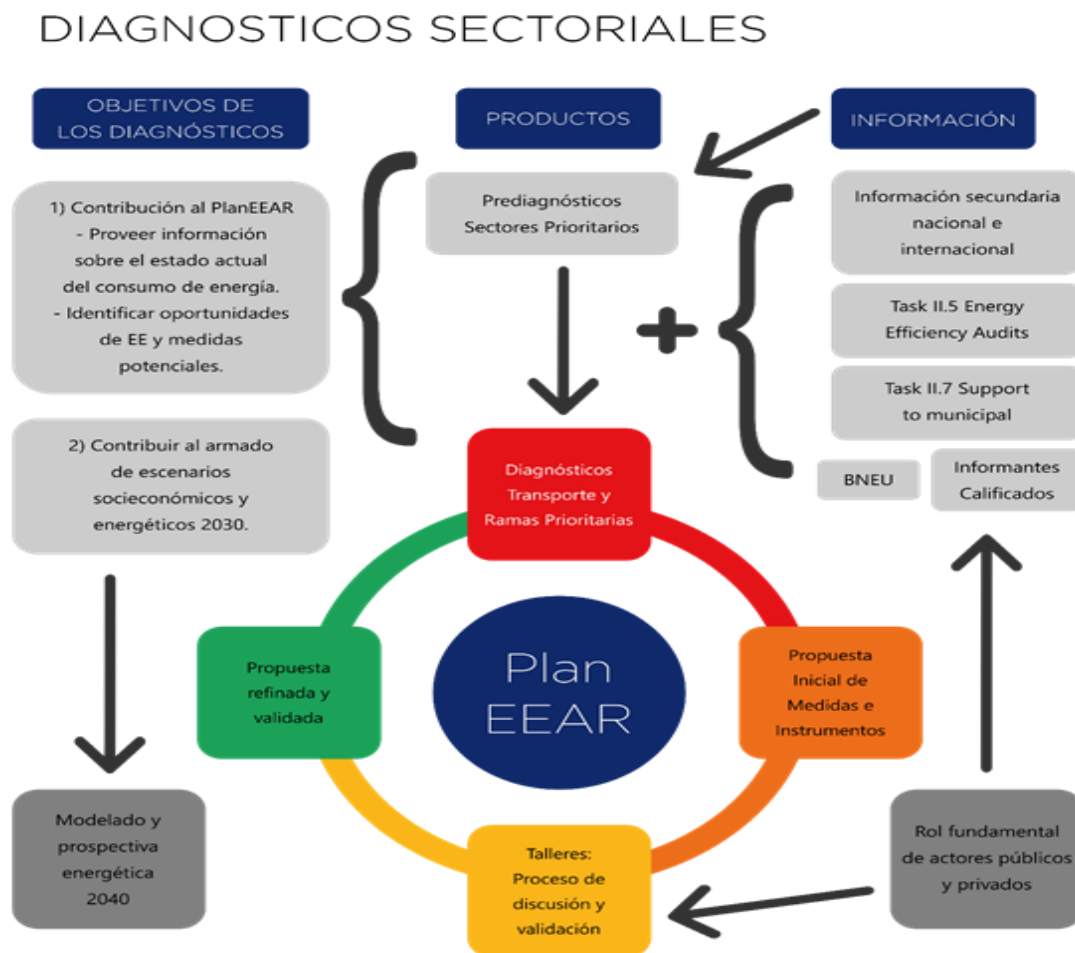 DIAGNOSTICOS SECTORIALES
OBJETIVOS DE
LOS DIAGNÓSTICOS
1) Contribución al PlanEEAR
- Proveer información
sobre el estado actual
del consumo de energía.
- Identificar oportunidades
de EE y medidas
potenciales.
2) Contribuir al armado
de escenarios
socioeconómicos y
energéticos 2030.
Modelado y
prospectiva
energética
2040
PRODUCTOS
Prediagnósticos
Sectores Prioritarios
+
Diagnósticos
Transporte y
Ramas Prioritarias
Propuesta
refinada y
validada
Plan
EEAR
Propuesta
Inicial de
Medidas e
Instrumentos
Talleres:
Proceso de
discusión y
validación
INFORMACIÓN
Información secundaria
nacional e
internacional
Task II.5 Energy
Efficiency Audits
Task II.7 Support
to municipal
BNEU
Informantes
Calificados
Rol fundamental
de actores públicos
y privados